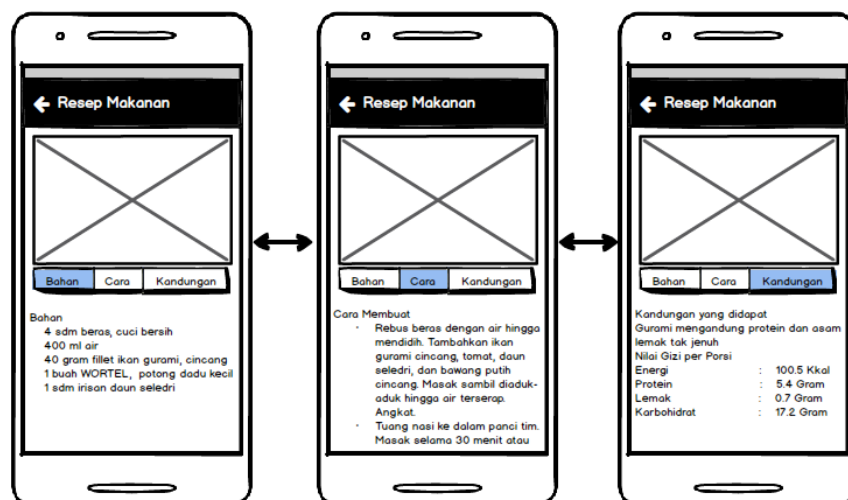 Resep Makanan
Bahan
Cara
Kandungan
Bahan
4 sdm beras, cuci bersih
400 ml air
40 gram fillet ikan gurami, cincang
1 buah WORTEL, potong dadu kecil
1 sdm irisan daun seledri
Resep Makanan
Bahan
Cara
Kandungan
Cara Membuat
· Rebus beras dengan air hingga
mendidih. Tambahkan ikan
gurami cincang, tomat, daun
seledri, dan bawang putih
cincang. Masak sambil diaduk-
aduk hingga air terserap.
Angkat.
· Tuang nasi ke dalam panci tim.
Masak selama 30 menit atau
Resep Makanan
Bahan
Cara
Kandungan
Kandungan yang didapat
Gurami mengandung protein dan asam
lemak tak jenuh
Nilai Gizi per Porsi
Energi : 100.5 Kkal
Protein : 5.4 Gram
Lemak : 0.7 Gram
Karbohidrat : 17.2 Gram